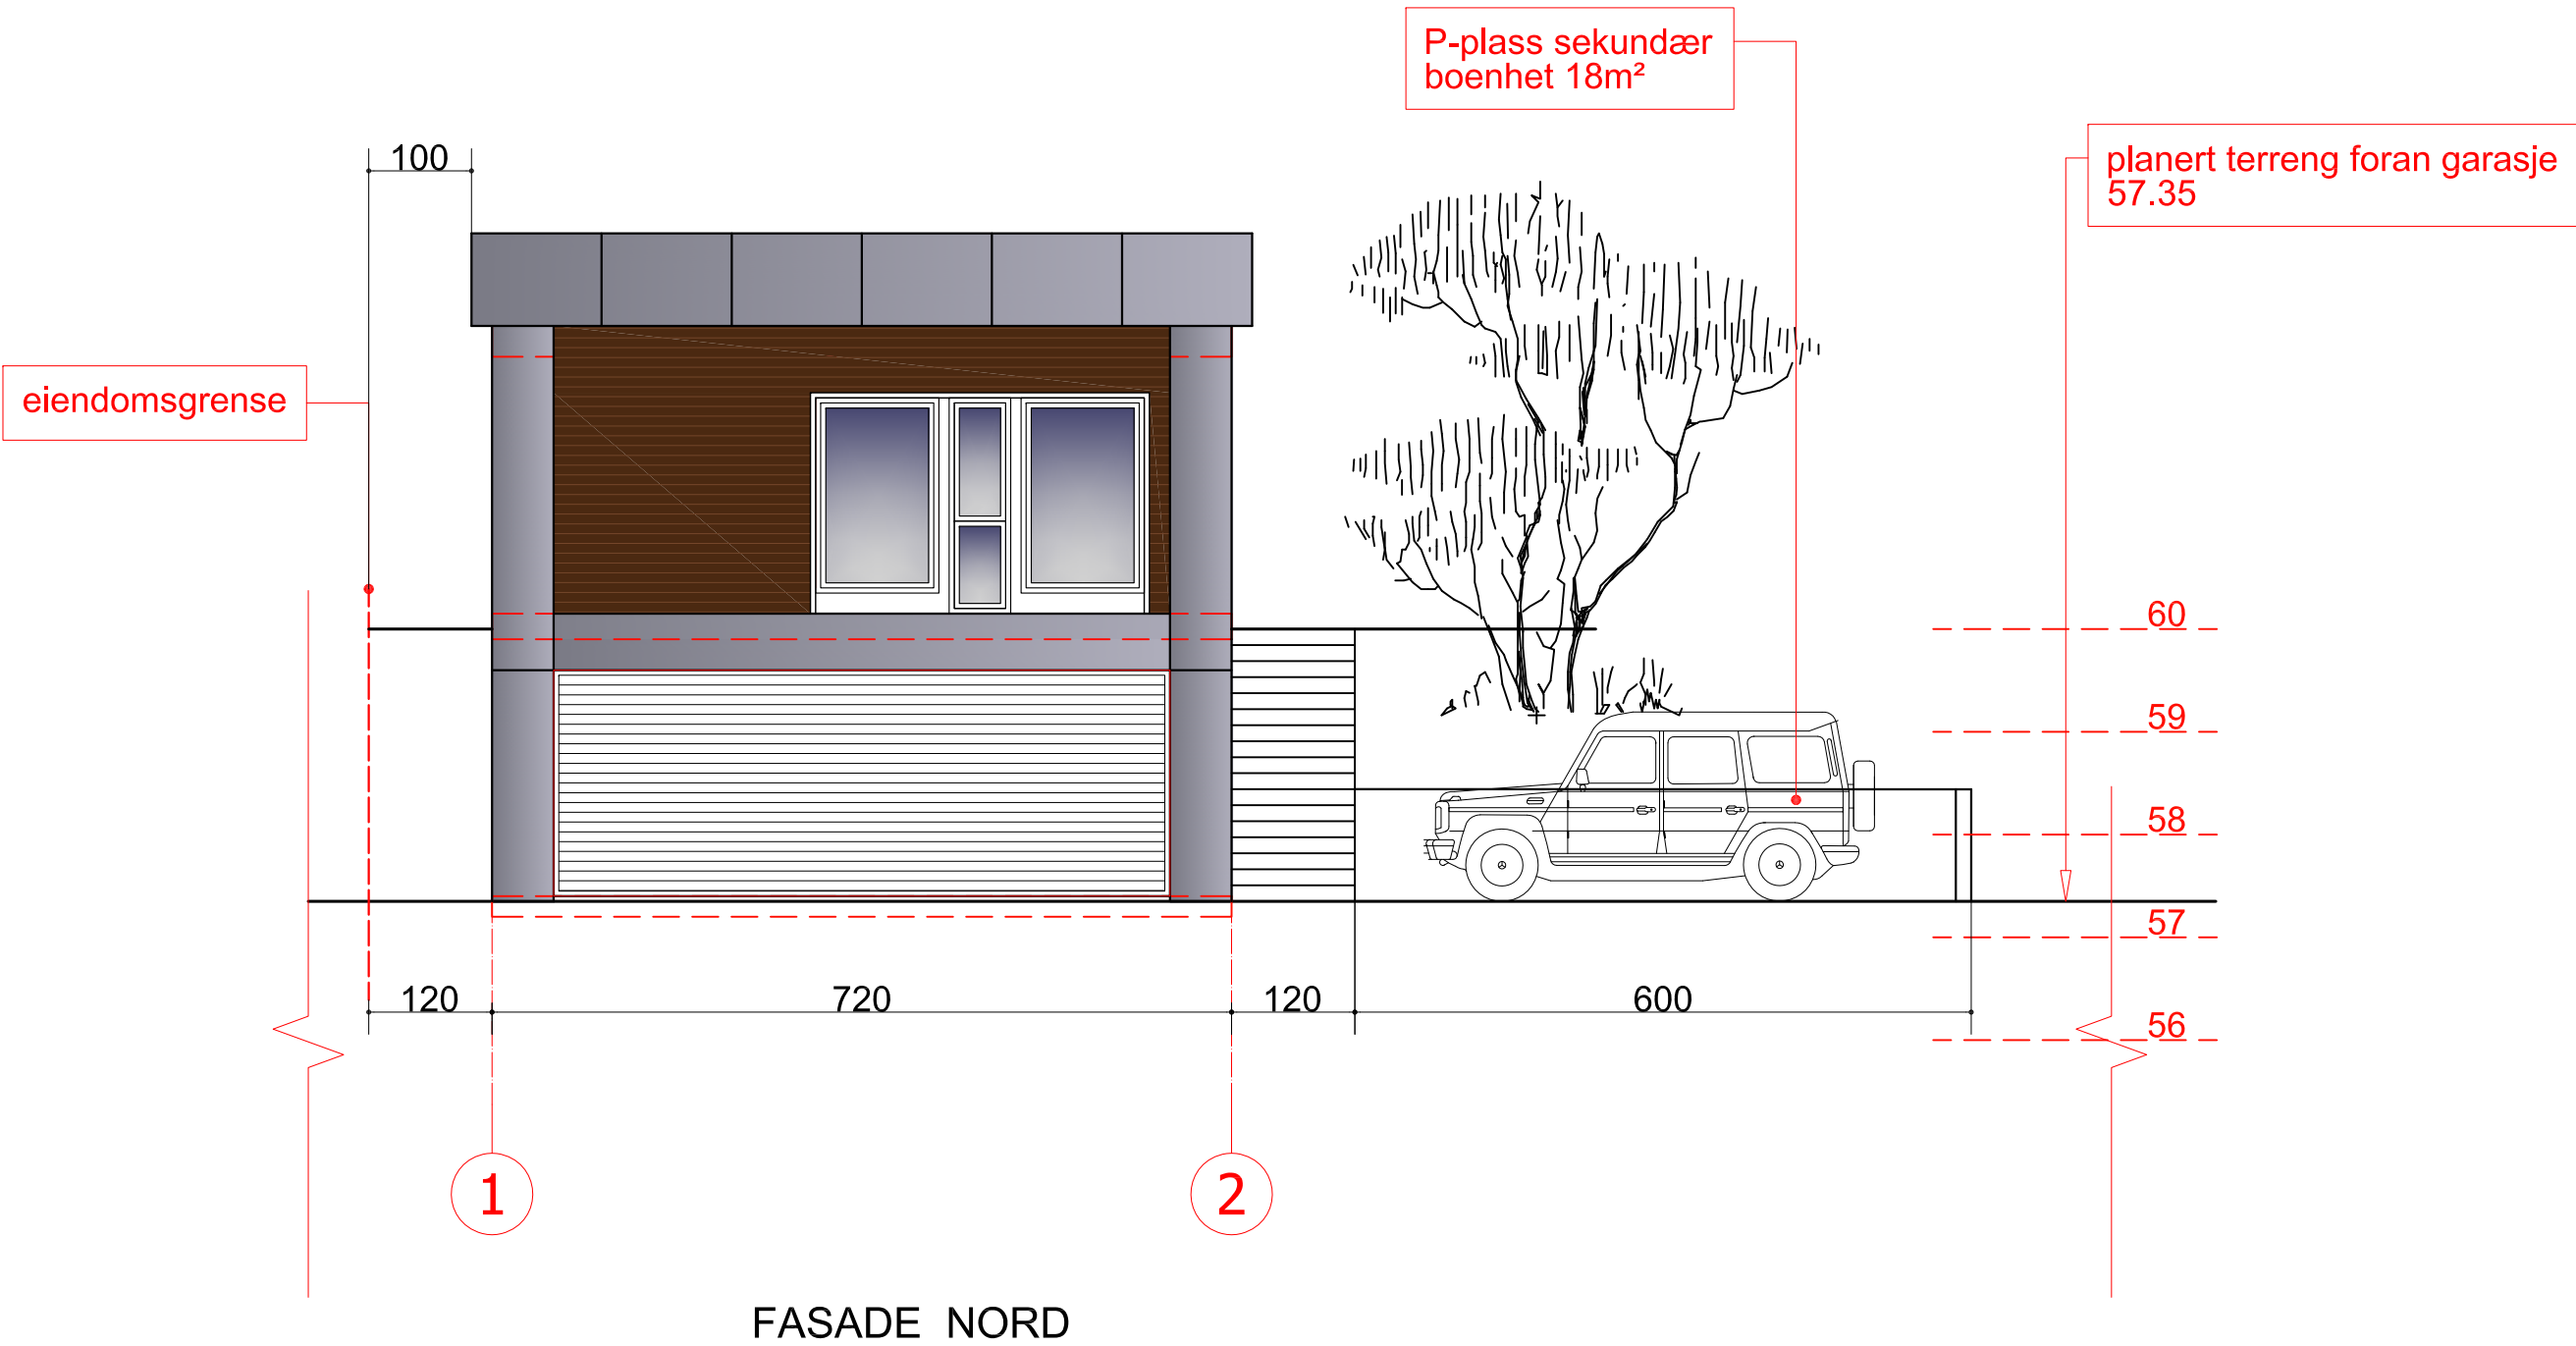 P-plass sekundær
boenhet 18m²
100
planert terreng foran garasje
57.35
eiendomsgrense
60
59
58
57
120
720
120
600
56
1
2
FASADE NORD